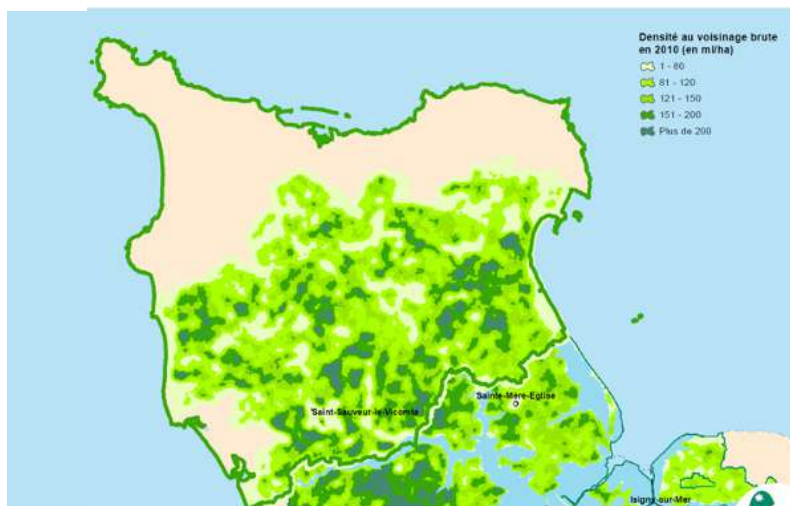 Densité au voisinage brute
en 2010 (en ml/ha)
1 - 80
81 - 120
121 - 150
151 - 200
Plus de 200
Sainte-Mère-Eglise
Saint-Sauveur-le-Vicomte
Isigny-sur-Mer